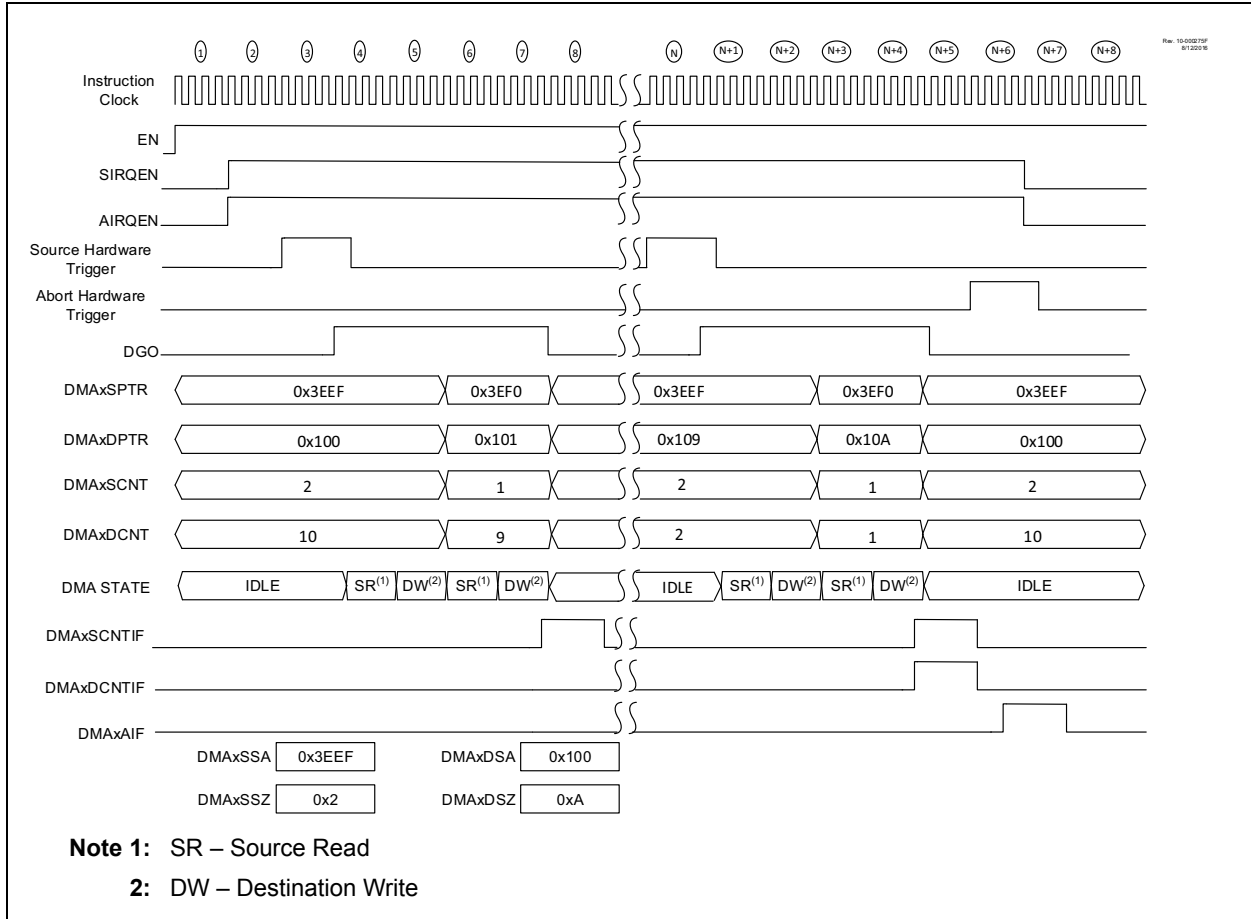 1 2 3 4 5 6 7 8 N N+1 N+2 N+3 N+4 N+5 N+6 N+7 N+8
Rev. 10-000275F
8/12/2016
Instruction
Clock
EN
SIRQEN
AIRQEN
Source Hardware
Trigger
Abort Hardware
Trigger
DGO
DMAxSPTR 0x3EEF 0x3EF0 0x3EEF 0x3EF0 0x3EEF
DMAxDPTR 0x100 0x101 0x109 0x10A 0x100
DMAxSCNT 2 1 2 1 2
DMAxDCNT 10 9 2 1 10
DMA STATE IDLE SR(1) DW(2) SR(1) DW(2) IDLE SR(1) DW(2) SR(1) DW(2) IDLE
DMAxSCNTIF
DMAxDCNTIF
DMAxAIF
DMAxSSA 0x3EEF DMAxDSA 0x100
DMAxSSZ 0x2 DMAxDSZ 0xA
Note 1: SR – Source Read
2: DW – Destination Write